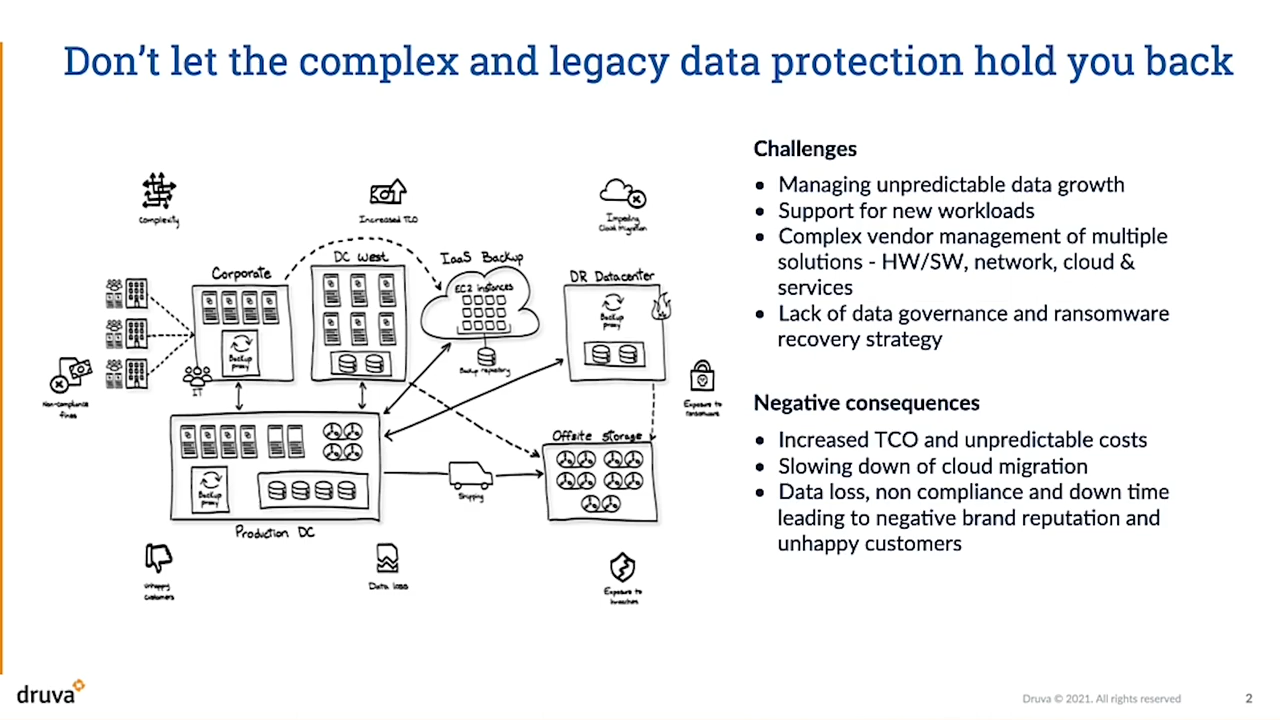 Don't let the complex and legacy data protection hold you back
Complexity
Increased TCO
Impeding
Cloud Migration
Corporate
DC West
IaaS Backup
EC2 instances
DR Datacenter
Backup
proxy
Backup
proxy
Backup repository
IT
Non-compliance
fines
Exposure to
ransomware
Offsite Storage
Backup
proxy
Shipping
Production DC
Unhappy
customers
Data loss
Exposure to
breaches
Challenges
• Managing unpredictable data growth
• Support for new workloads
• Complex vendor management of multiple
solutions - HW/SW, network, cloud &
services
• Lack of data governance and ransomware
recovery strategy
Negative consequences
• Increased TCO and unpredictable costs
• Slowing down of cloud migration
• Data loss, non compliance and down time
leading to negative brand reputation and
unhappy customers
druva
Druva © 2021. All rights reserved
2